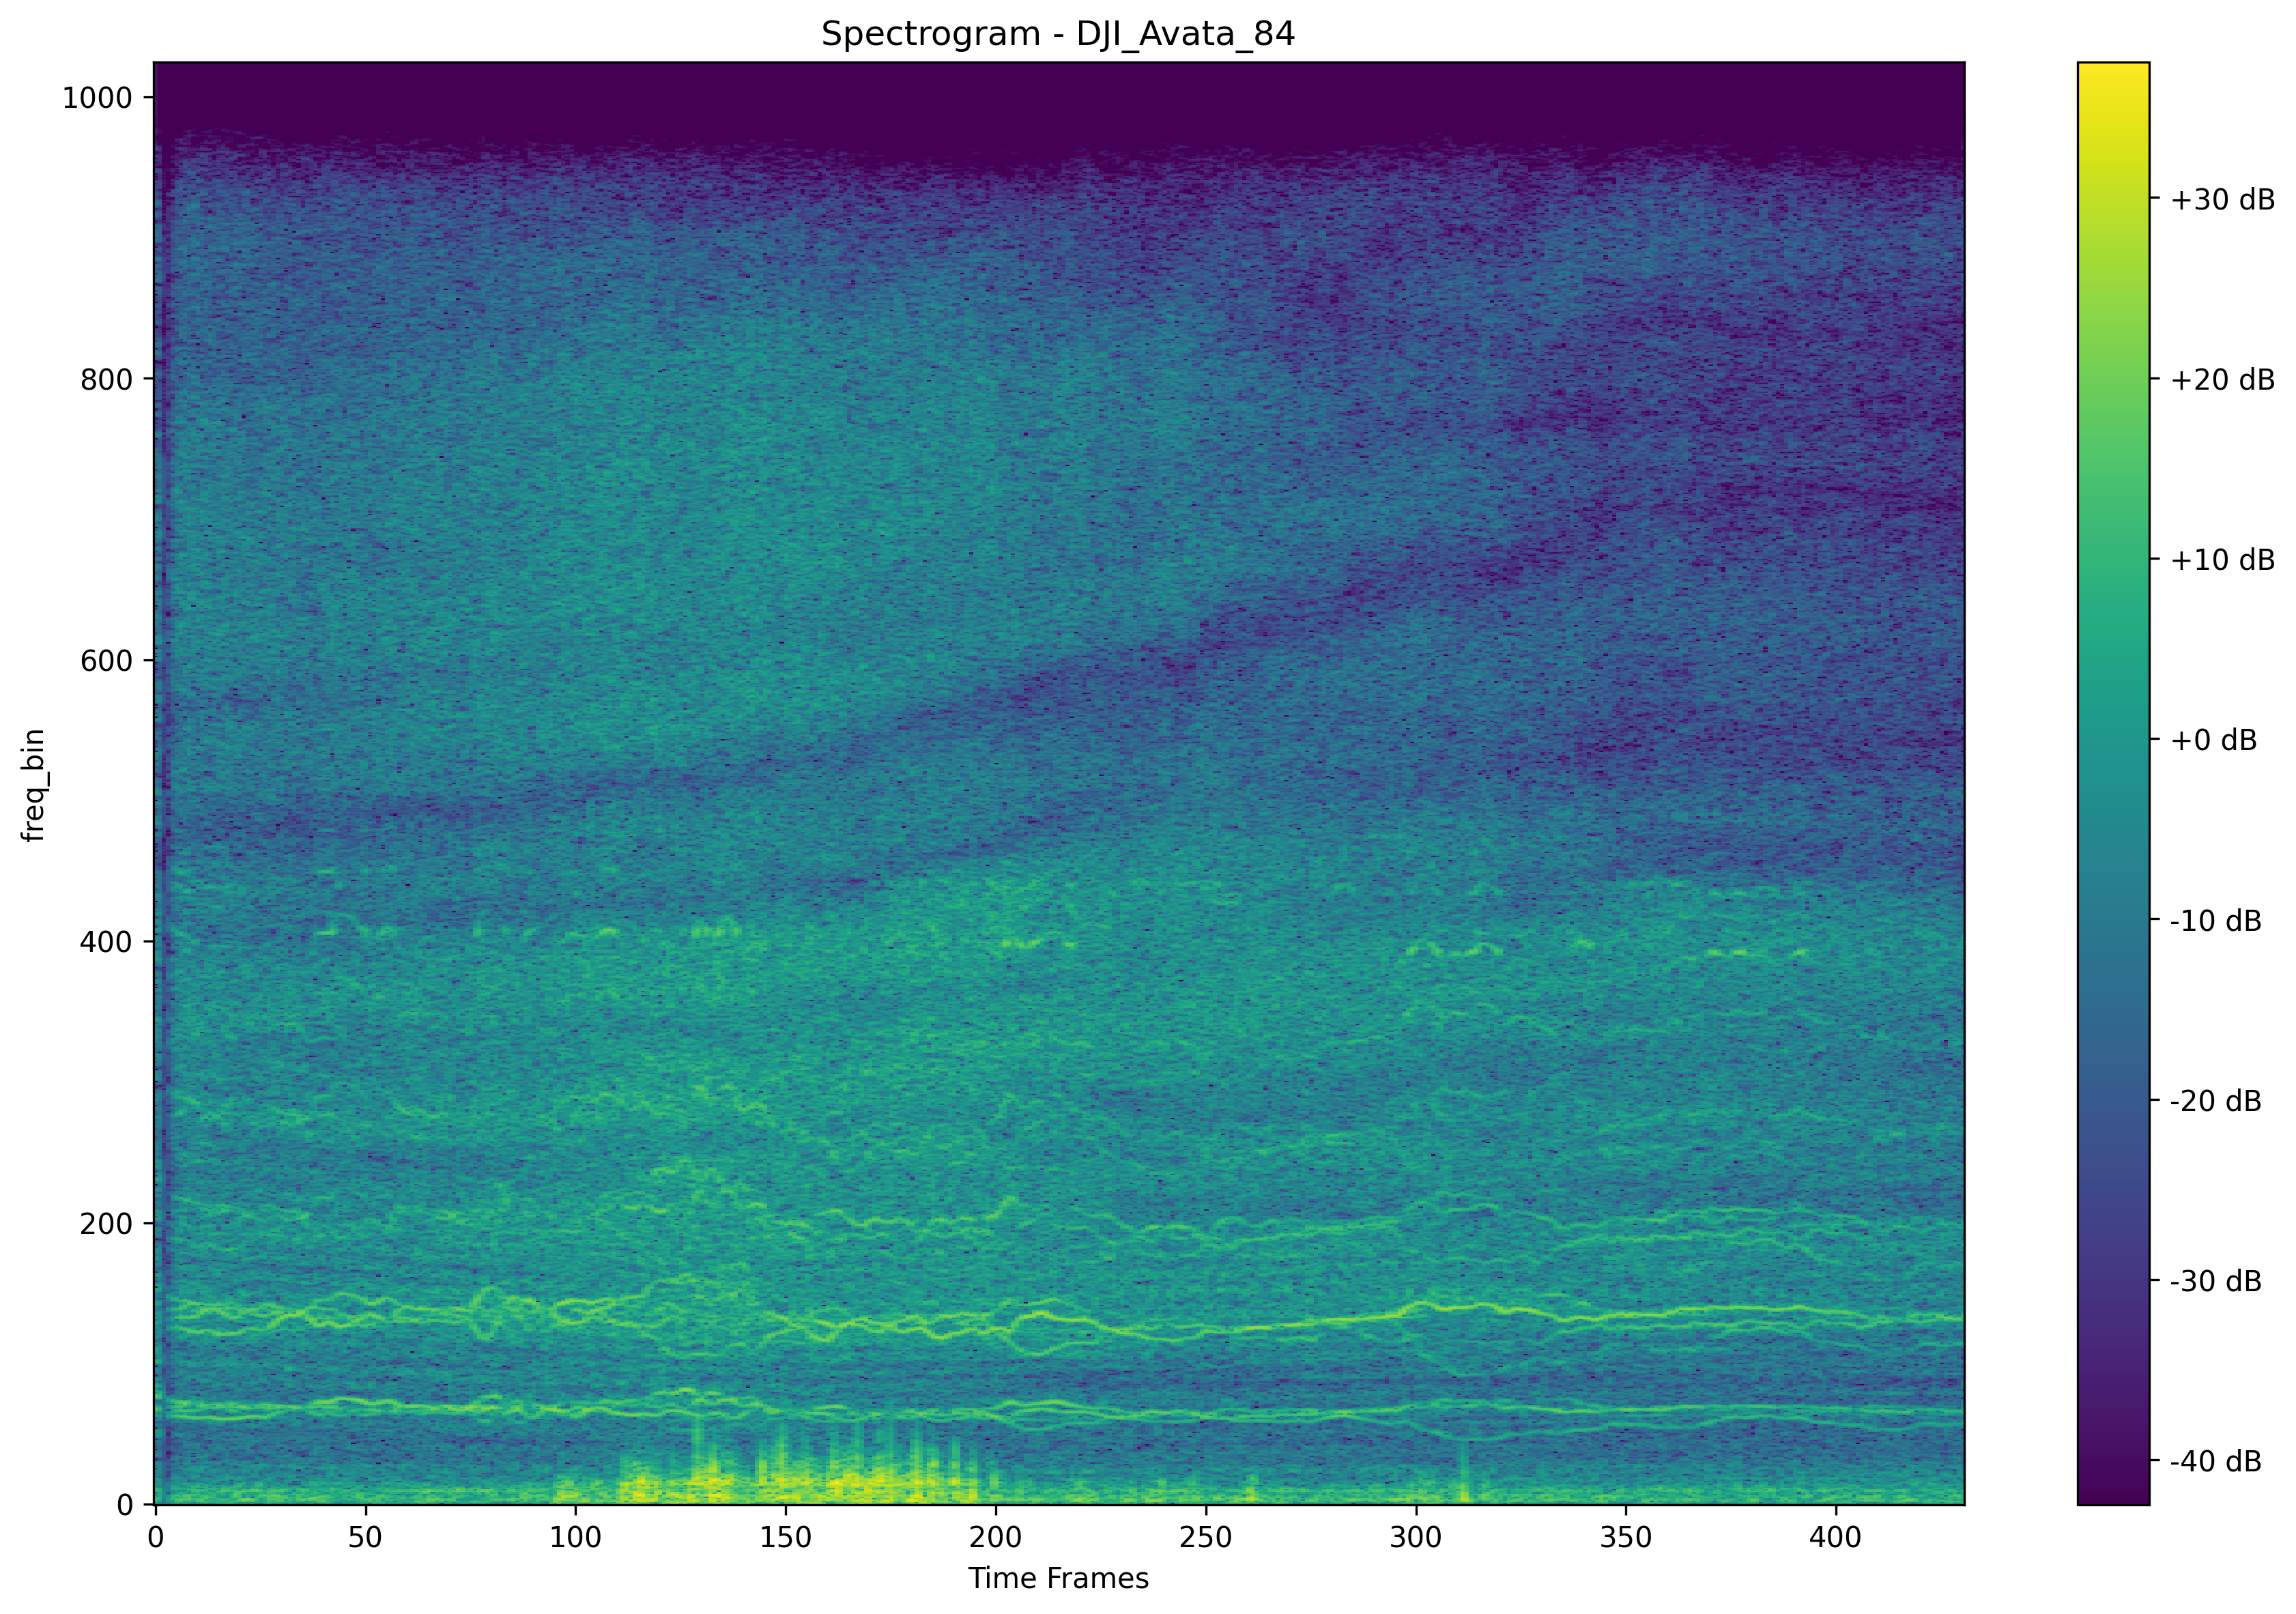 Spectrogram - DJI_Avata_84
1000
800
600
400
200
0
freq_bin
0 50 100 150 200 250 300 350 400
Time Frames
+30 dB
+20 dB
+10 dB
+0 dB
-10 dB
-20 dB
-30 dB
-40 dB